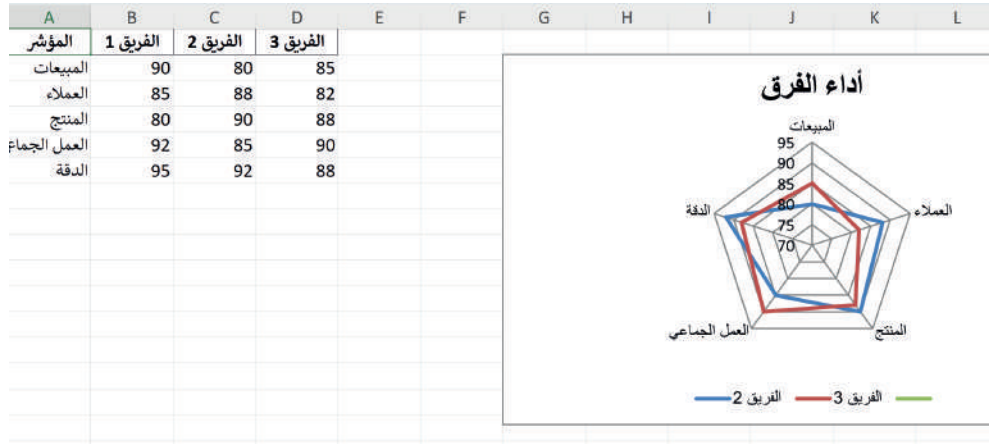 A B C D E F G H I J K L
المؤشر الفريق 1 الفريق 2 الفريق 3
المبيعات 90 80 85
العملاء 85 88 82
المنتج 80 90 88
العمل الجماع 92 85 90
الدقة 95 92 88
أداء الفرق
المبيعات
95
90
85
80
75
70
العملاء
الدقة
المنتج
العمل الجماعي
الفريق 2 الفريق 3